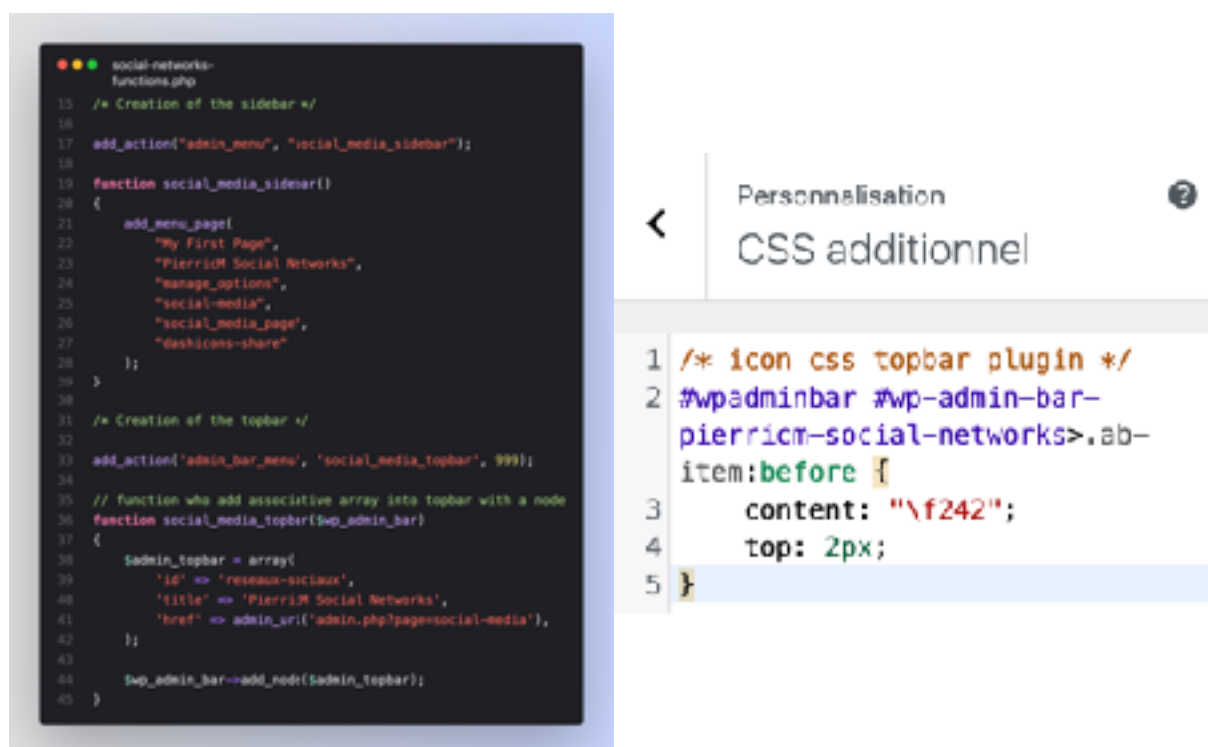 social-networks-
functions.php
15 /* Creation of the sidebar */
16
17 add_action("admin_menu", "social_media_sidebar");
18
19 function social_media_sidebar()
20 {
21 add_menu_page(
22 "My First Page",
23 "PierricM Social Networks",
24 "manage_options",
25 "social-media",
26 "social_media_page",
27 "dashicons-share"
28 );
29 }
30
31 /* Creation of the topbar */
32
33 add_action('admin_bar_menu', 'social_media_topbar', 999);
34
35 // function who add associtive array into topbar with a node
36 function social_media_topbar($wp_admin_bar)
37 {
38 $admin_topbar = array(
39 'id' => 'reseaux-sociaux',
40 'title' => 'PierricM Social Networks',
41 'href' => admin_url('admin.php?page=social-media'),
42 );
43
44 $wp_admin_bar->add_node($admin_topbar);
45 }
Personnalisation
CSS additionnel
1 /* icon css topbar plugin */
2 #wpadminbar #wp-admin-bar-
pierricm-social-networks>.ab-
item:before {
3 content: "\f242";
4 top: 2px;
5 }